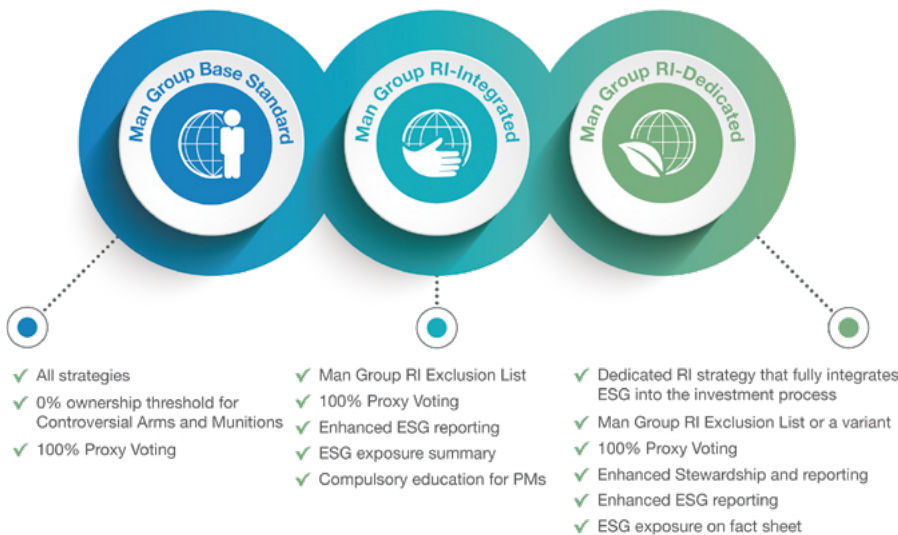 Man Group Base Standard
Man Group RI-Integrated
Man Group RI-Dedicated
All strategies
0% ownership threshold for
Controversial Arms and Munitions
100% Proxy Voting
Man Group RI Exclusion List
100% Proxy Voting
Enhanced ESG reporting
ESG exposure summary
Compulsory education for PMs
Dedicated RI strategy that fully integrates
ESG into the investment process
Man Group RI Exclusion List or a variant
100% Proxy Voting
Enhanced Stewardship and reporting
Enhanced ESG reporting
ESG exposure on fact sheet